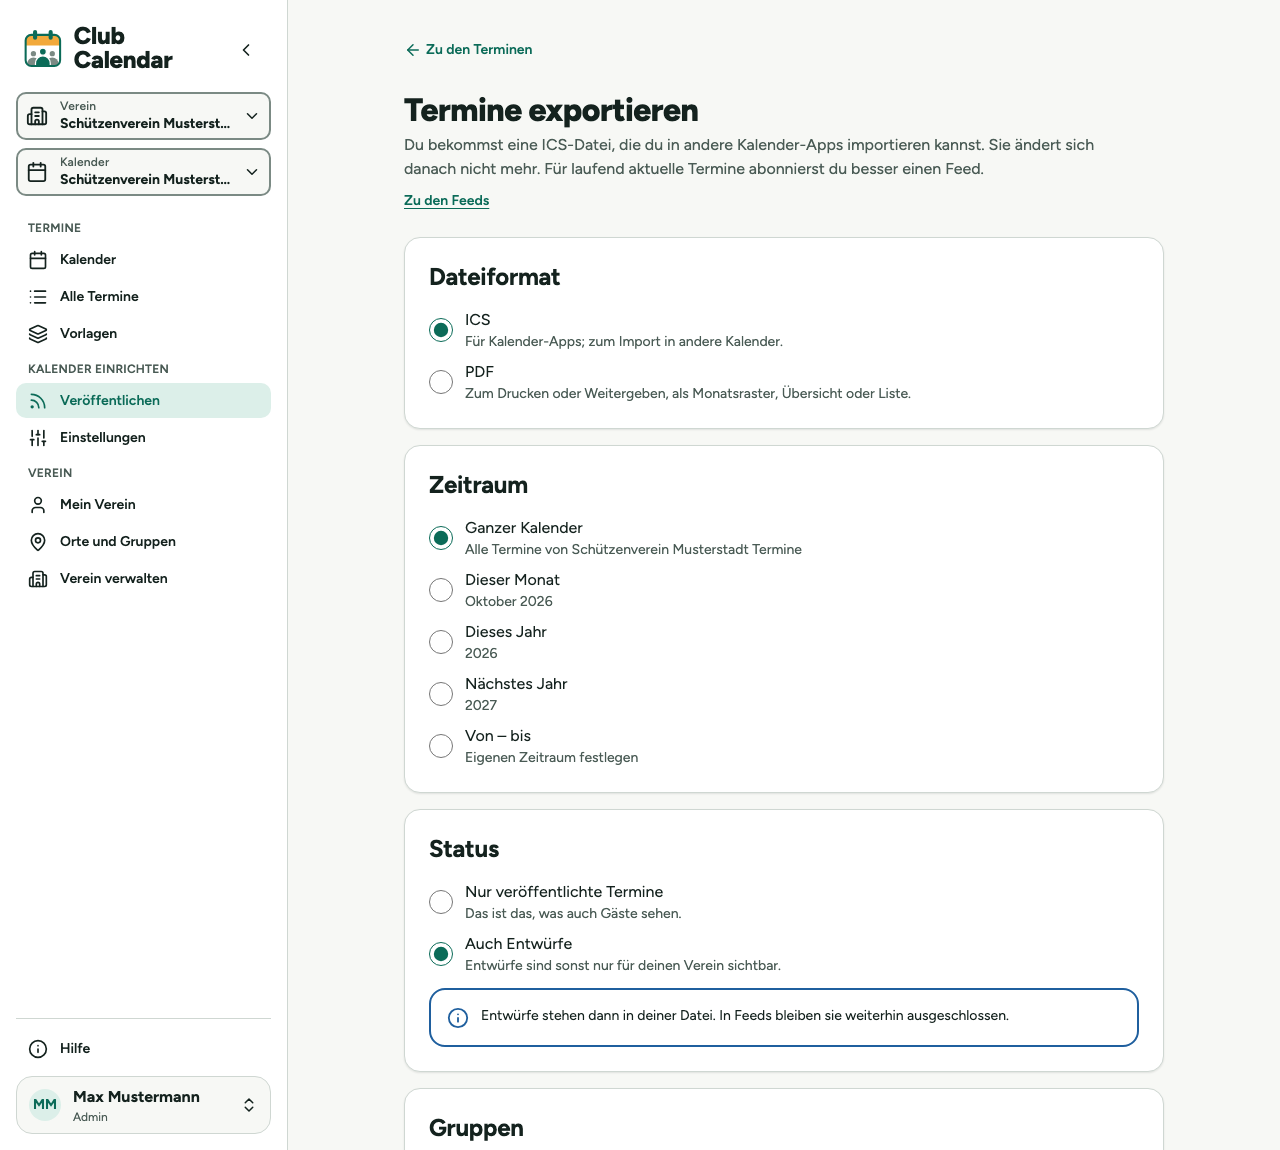 Club
Calendar
Verein
Schützenverein Musterst...
Kalender
Schützenverein Musterst...
TERMINE
Kalender
Alle Termine
Vorlagen
KALENDER EINRICHTEN
Veröffentlichen
Einstellungen
VEREIN
Mein Verein
Orte und Gruppen
Verein verwalten
Hilfe
MM
Max Mustermann
Admin
Zu den Terminen
Termine exportieren
Du bekommst eine ICS-Datei, die du in andere Kalender-Apps importieren kannst. Sie ändert sich
danach nicht mehr. Für laufend aktuelle Termine abonnierst du besser einen Feed.
Zu den Feeds
Dateiformat
ICS
Für Kalender-Apps; zum Import in andere Kalender.
PDF
Zum Drucken oder Weitergeben, als Monatsraster, Übersicht oder Liste.
Zeitraum
Ganzer Kalender
Alle Termine von Schützenverein Musterstadt Termine
Dieser Monat
Oktober 2026
Dieses Jahr
2026
Nächstes Jahr
2027
Von – bis
Eigenen Zeitraum festlegen
Status
Nur veröffentlichte Termine
Das ist das, was auch Gäste sehen.
Auch Entwürfe
Entwürfe sind sonst nur für deinen Verein sichtbar.
Entwürfe stehen dann in deiner Datei. In Feeds bleiben sie weiterhin ausgeschlossen.
Gruppen